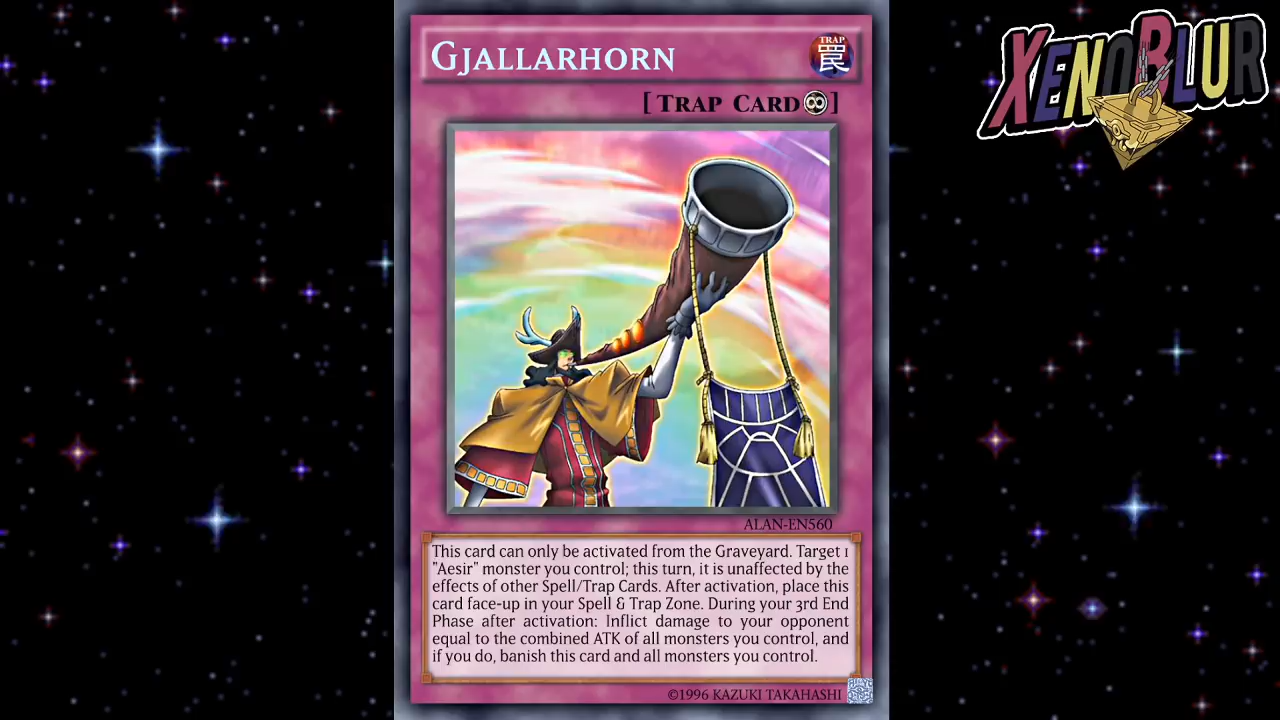 XENOBLUR
GJALLARHORN
TRAP
罠
[ TRAP CARD ]
ALAN-EN560
This card can only be activated from the Graveyard. Target 1
"Aesir" monster you control; this turn, it is unaffected by the
effects of other Spell/Trap Cards. After activation, place this
card face-up in your Spell & Trap Zone. During your 3rd End
Phase after activation: Inflict damage to your opponent
equal to the combined ATK of all monsters you control, and
if you do, banish this card and all monsters you control.
©1996 KAZUKI TAKAHASHI